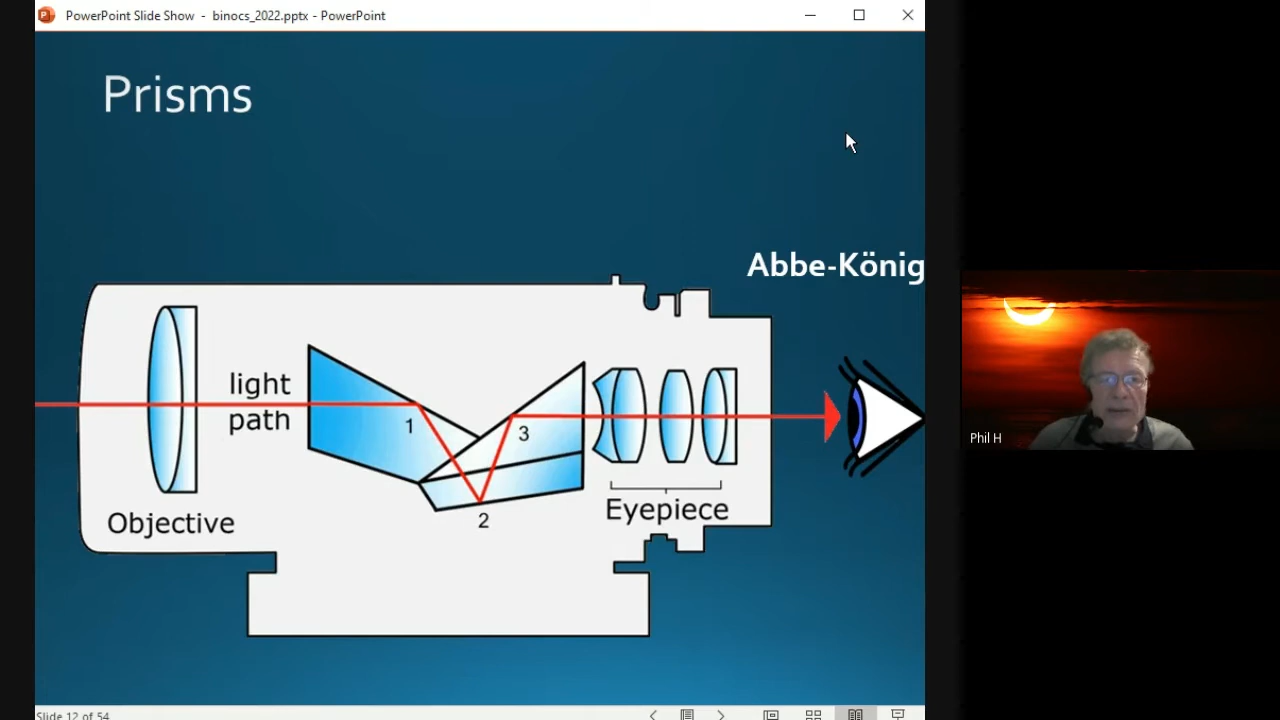 PowerPoint Slide Show - binocs_2022.pptx - PowerPoint
Prisms
Abbe-König
light
path
1
3
2
Objective
Eyepiece
Phil H
Slide 12 of 54